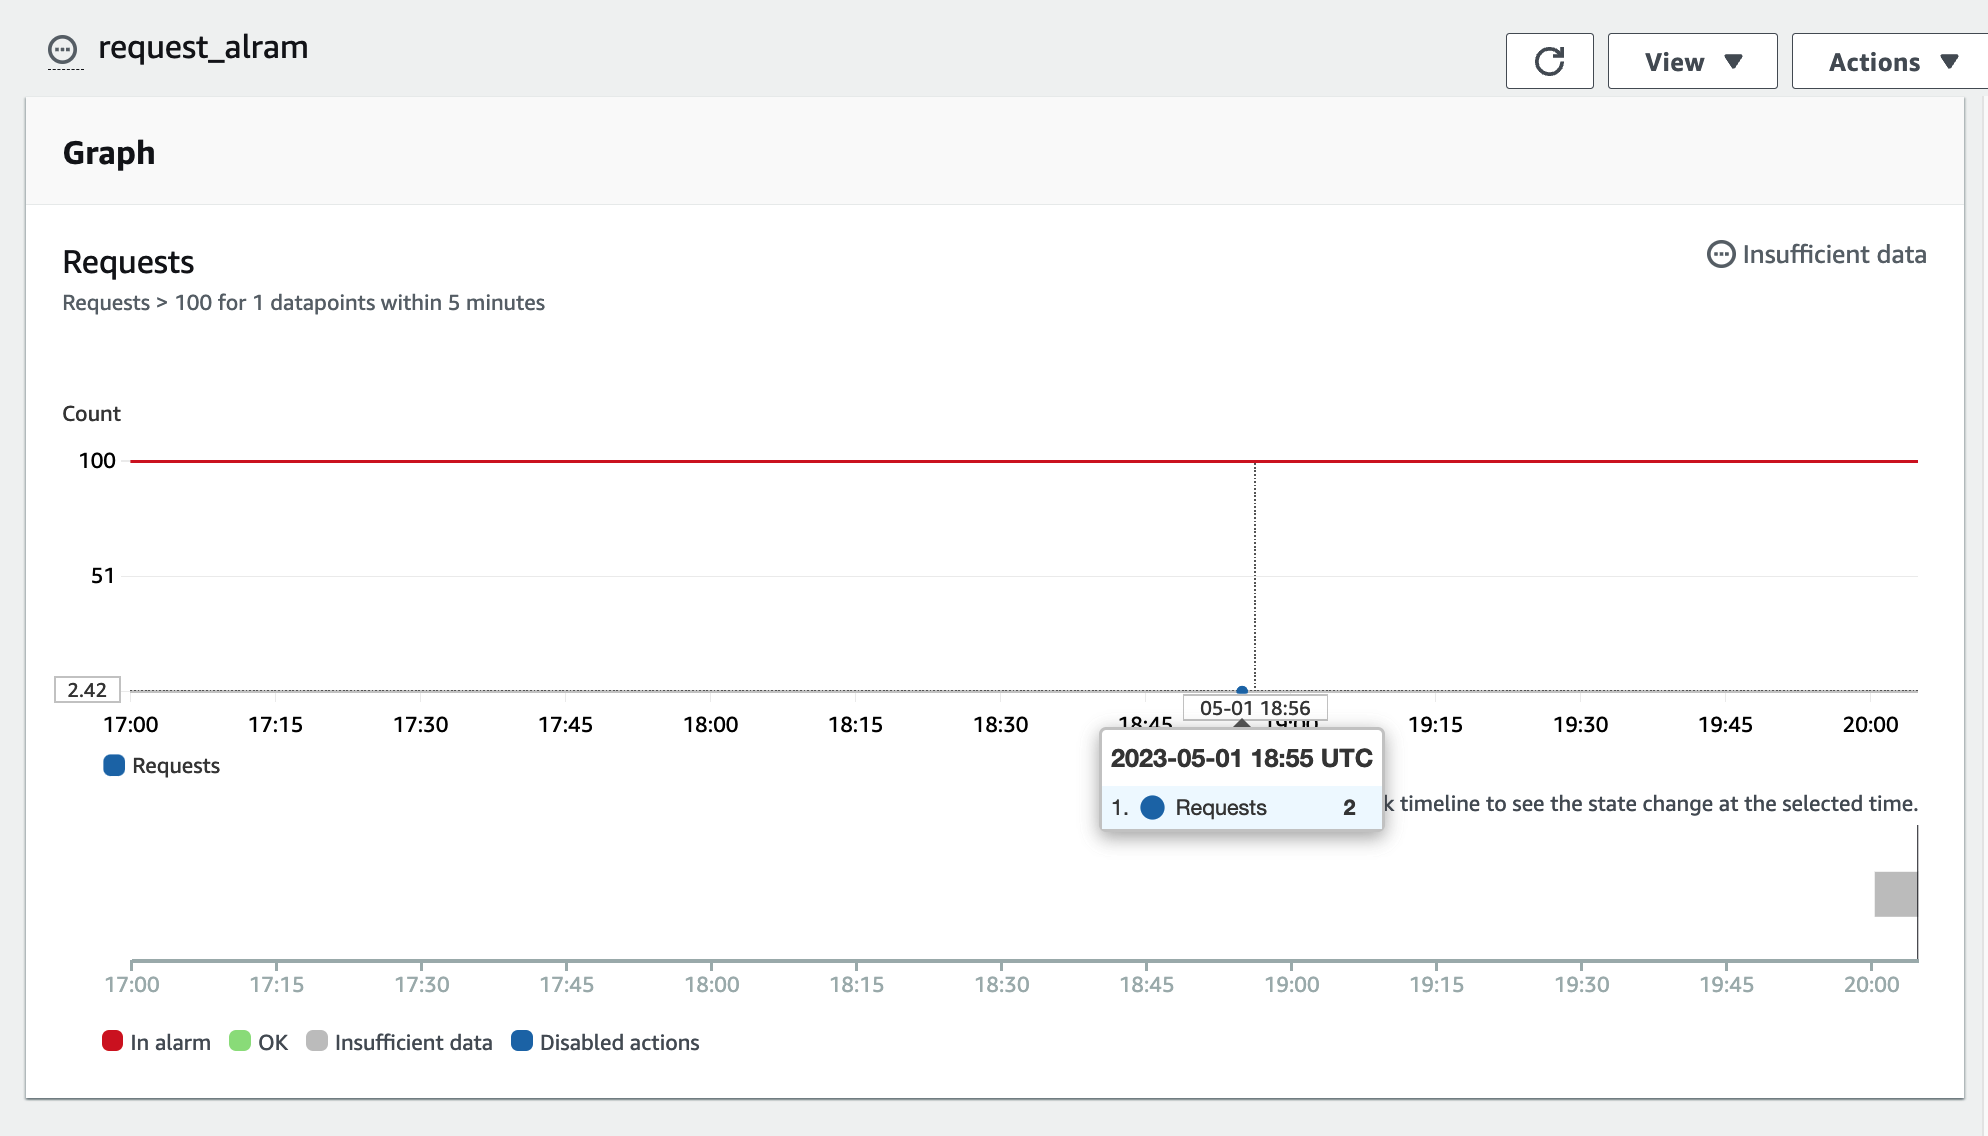 request_alram
View
Actions
Graph
Requests
Insufficient data
Requests > 100 for 1 datapoints within 5 minutes
Count
100
51
2.42
05-01 18:56
17:00 17:15 17:30 17:45 18:00 18:15 18:30 18:45 19:00 19:15 19:30 19:45 20:00
Requests
2023-05-01 18:55 UTC
1. Requests 2
k timeline to see the state change at the selected time.
17:00 17:15 17:30 17:45 18:00 18:15 18:30 18:45 19:00 19:15 19:30 19:45 20:00
In alarm OK Insufficient data Disabled actions